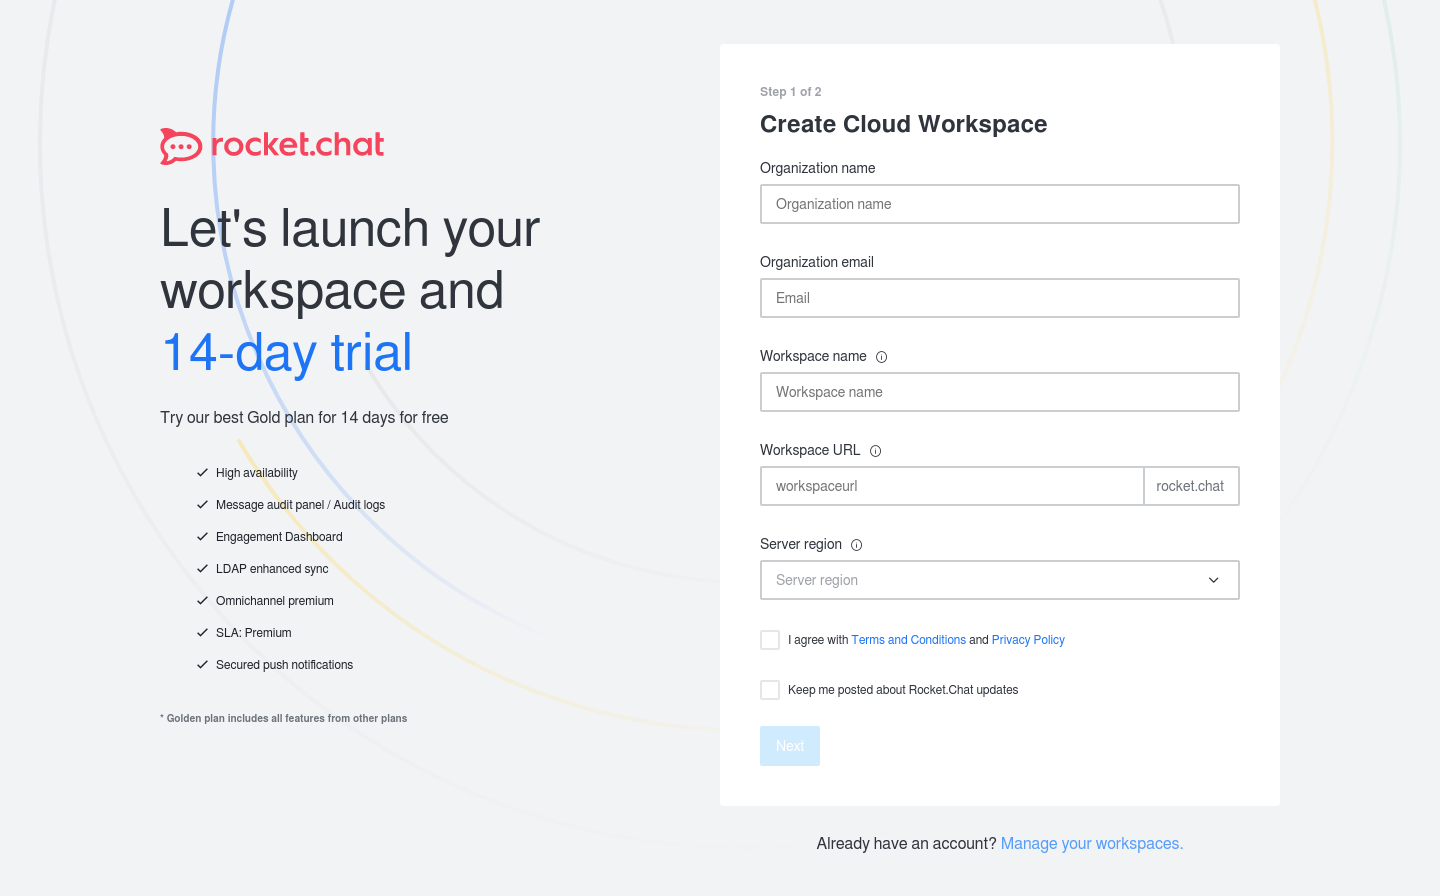 rocket.chat
Let's launch your
workspace and
14-day trial
Try our best Gold plan for 14 days for free
High availability
Message audit panel / Audit logs
Engagement Dashboard
LDAP enhanced sync
Omnichannel premium
SLA: Premium
Secured push notifications
* Golden plan includes all features from other plans
Step 1 of 2
Create Cloud Workspace
Organization name
Organization name
Organization email
Email
Workspace name
Workspace name
Workspace URL
workspaceurl rocket.chat
Server region
Server region
I agree with Terms and Conditions and Privacy Policy
Keep me posted about Rocket.Chat updates
Next
Already have an account? Manage your workspaces.